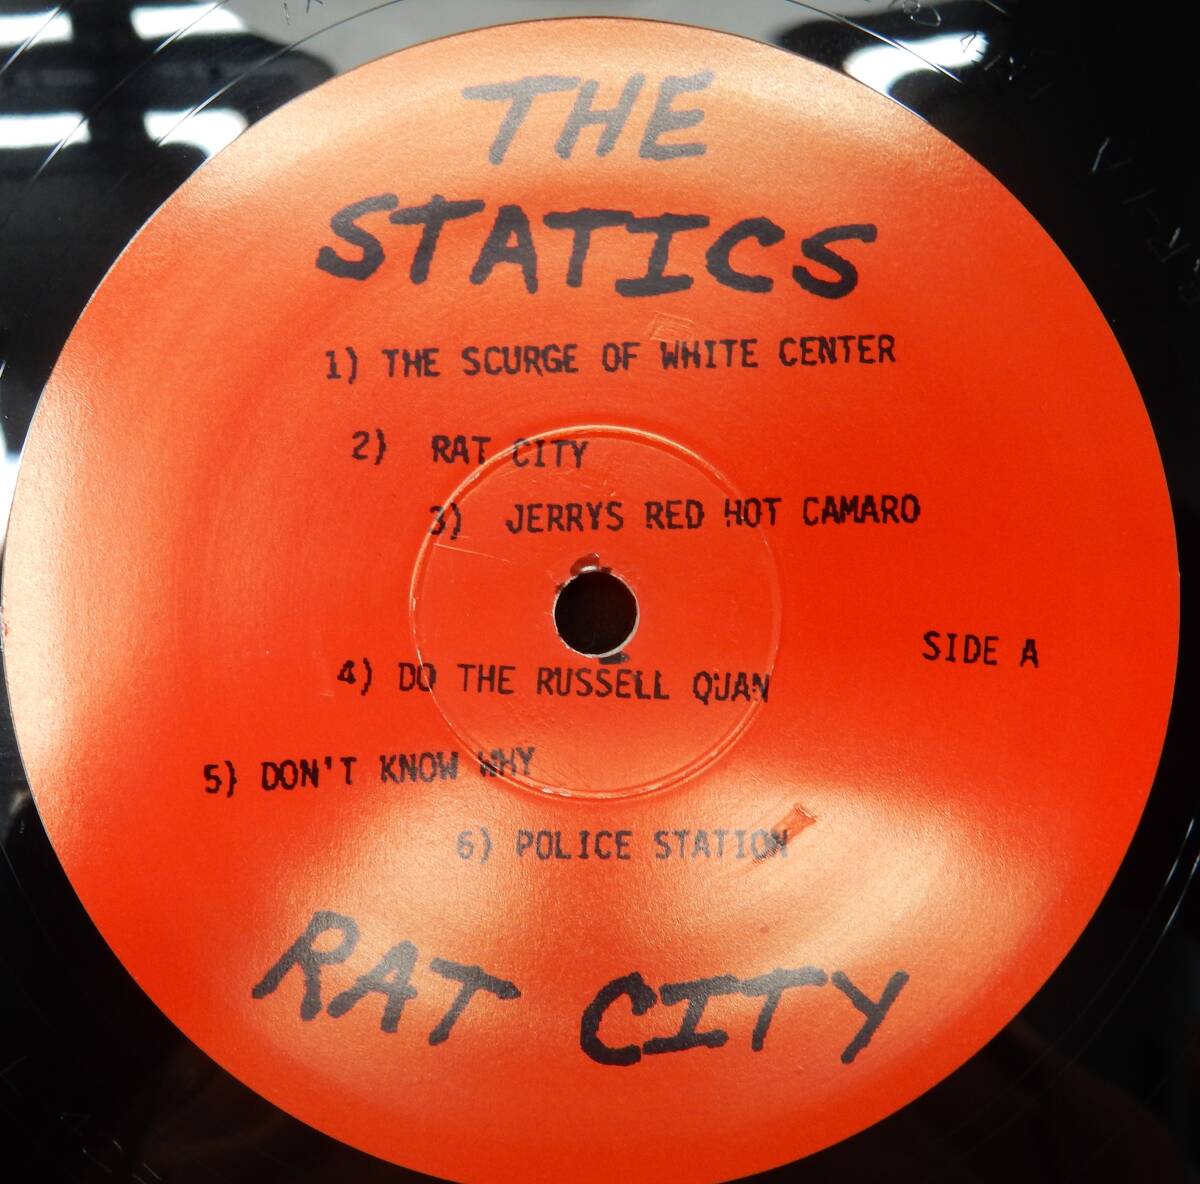 THE
STATICS
1) THE SCURGE OF WHITE CENTER
2) RAT CITY
3) JERRYS RED HOT CAMARO
SIDE A
4) DO THE RUSSELL QUAN
5) DON'T KNOW WHY
6) POLICE STATION
RAT CITY